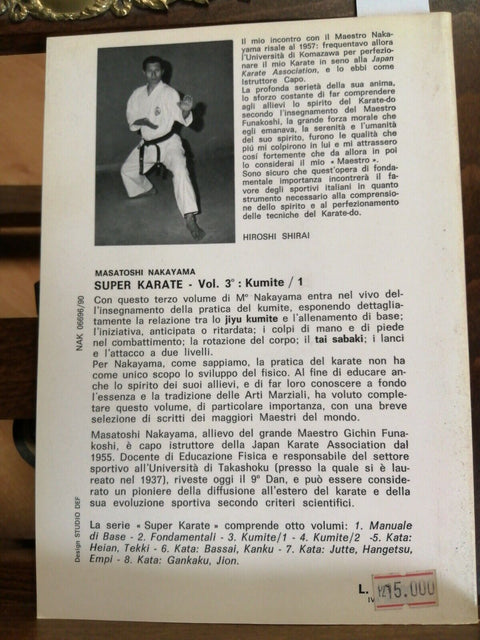 Il mio incontro con il Maestro Naka-
yama risale al 1957: frequentavo allora
l'Università di Komazawa per perfezio-
nare il mio Karate in seno alla Japan
Karate Association, e lo ebbi come
Istruttore Capo.
La profonda serietà della sua anima,
lo sforzo costante di far comprendere
agli allievi lo spirito del Karate-do
secondo l'insegnamento del Maestro
Funakoshi, la grande forza morale che
egli emanava, la serenità e l'umanità
del suo spirito, furono le qualità che
più mi colpirono in lui e mi attrassero
così fortemente che da allora in poi
lo considerai il mio « Maestro ».
Sono sicuro che quest'opera di fonda-
mentale importanza incontrerà il fa-
vore degli sportivi italiani in quanto
strumento necessario alla comprensio-
ne dello spirito e al perfezionamento
delle tecniche del Karate-do.
HIROSHI SHIRAI
MASATOSHI NAKAYAMA
SUPER KARATE - Vol. 3°: Kumite / 1
Con questo terzo volume di M° Nakayama entra nel vivo del-
l'insegnamento della pratica del kumite, esponendo dettaglia-
tamente la relazione tra lo jiyu kumite e l'allenamento di base;
l'iniziativa, anticipata o ritardata; i colpi di mano e di piede
nel combattimento; la rotazione del corpo; il tai sabaki; i lanci
e l'attacco a due livelli.
Per Nakayama, come sappiamo, la pratica del karate non ha
come unico scopo lo sviluppo del fisico. Al fine di educare an-
che lo spirito dei suoi allievi, e di far loro conoscere a fondo
l'essenza e la tradizione delle Arti Marziali, ha voluto comple-
tare questo volume, di particolare importanza, con una breve
selezione di scritti dei maggiori Maestri del mondo.
Masatoshi Nakayama, allievo del grande Maestro Gichin Funa-
koshi, è capo istruttore della Japan Karate Association dal
1955. Docente di Educazione Fisica e responsabile del settore
sportivo all'Università di Takashoku (presso la quale si è lau-
reato nel 1937), riveste oggi il 9° Dan, e può essere conside-
rato un pioniere della diffusione all'estero del karate e della
sua evoluzione sportiva secondo criteri scientifici.
La serie « Super Karate » comprende otto volumi: 1. Manuale
di Base - 2. Fondamentali - 3. Kumite/1 - 4. Kumite/2 -5. Kata:
Heian, Tekki - 6. Kata: Bassai, Kanku - 7. Kata: Jutte, Hangetsu,
Empi - 8. Kata: Gankaku, Jion.
NAK 06696/90
Design STUDIO DEF
L. 15.000